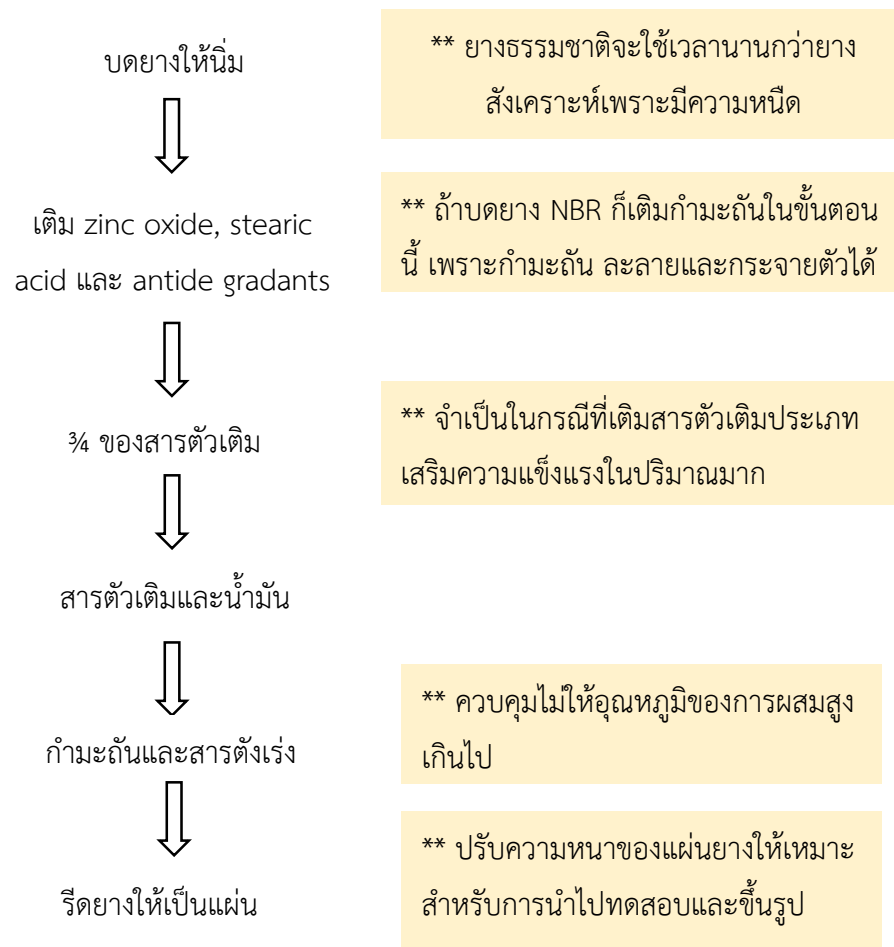 บดยางให้นิ่ม
** ยางธรรมชาติจะใช้เวลานานกว่ายาง
สังเคราะห์เพราะมีความหนืด
เติม zinc oxide, stearic
acid และ antide gradants
** ถ้าบดยาง NBR ก็เติมกำมะถันในขั้นตอน
นี้ เพราะกำมะถัน ละลายและกระจายตัวได้
¾ ของสารตัวเติม
** จำเป็นในกรณีที่เติมสารตัวเติมประเภท
เสริมความแข็งแรงในปริมาณมาก
สารตัวเติมและน้ำมัน
กำมะถันและสารตังเร่ง
** ควบคุมไม่ให้อุณหภูมิของการผสมสูง
เกินไป
รีดยางให้เป็นแผ่น
** ปรับความหนาของแผ่นยางให้เหมาะ
สำหรับการนำไปทดสอบและขึ้นรูป